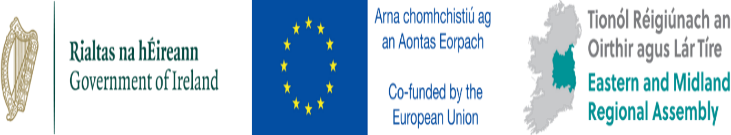 Rialtas na hÉireann
Government of Ireland
Arna chomhchistiú ag
an Aontas Eorpach
Co-funded by the
European Union
Tionól Réigiúnach an
Oirthir agus Lár Tíre
Eastern and Midland
Regional Assembly